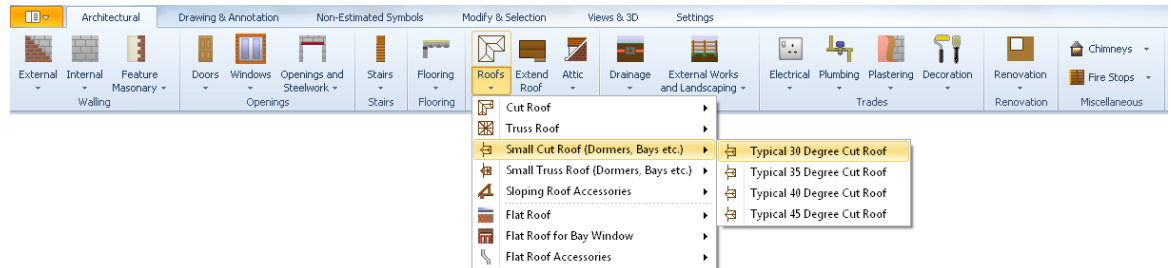 Architectural Drawing & Annotation Non-Estimated Symbols Modify & Selection Views & 3D Settings
External Internal Feature Masonary Doors Windows Openings and Steelwork Stairs Flooring Roofs Extend Roof Attic Drainage External Works and Landscaping Electrical Plumbing Plastering Decoration Renovation Chimneys
Fire Stops
Walling Openings Stairs Flooring Trades Renovation Miscellaneous
Cut Roof
Truss Roof
Small Cut Roof (Dormers, Bays etc.) Typical 30 Degree Cut Roof
Small Truss Roof (Dormers, Bays etc.) Typical 35 Degree Cut Roof
Sloping Roof Accessories Typical 40 Degree Cut Roof
Flat Roof Typical 45 Degree Cut Roof
Flat Roof for Bay Window
Flat Roof Accessories